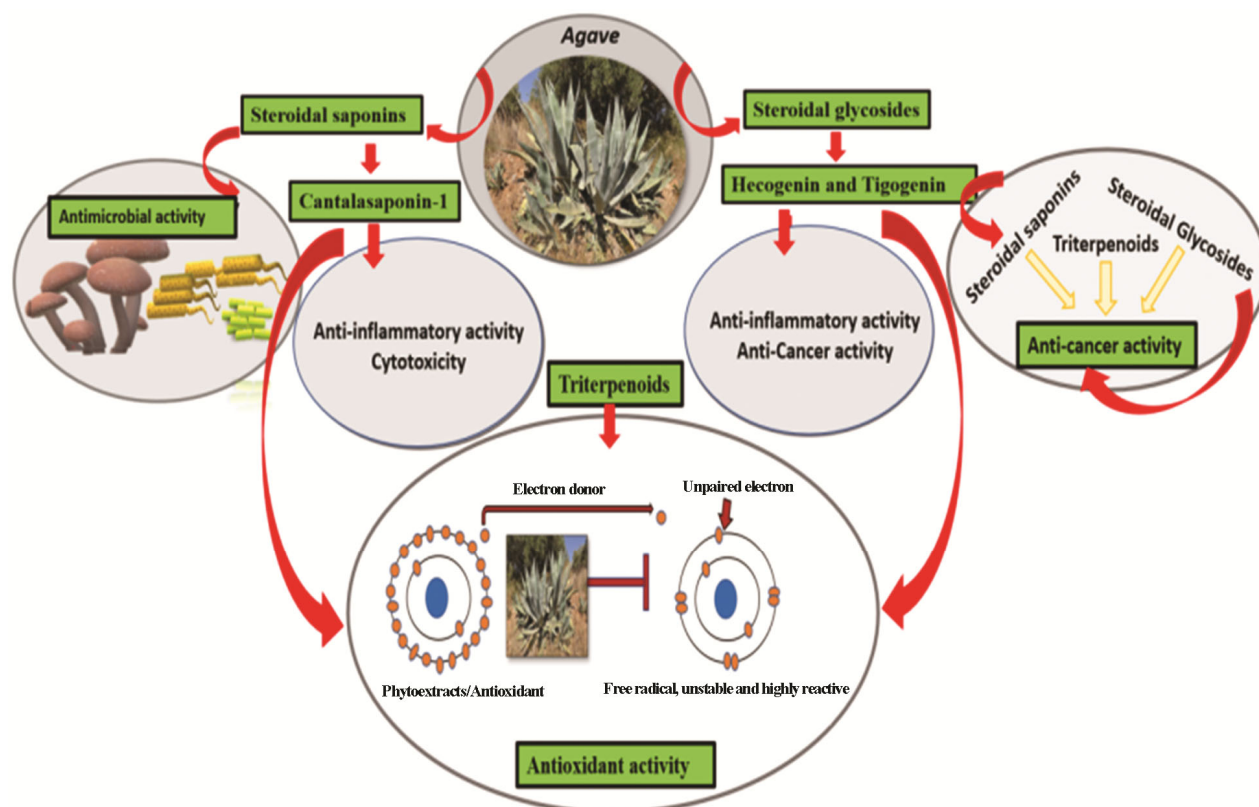 Agave
Steroidal saponins
Steroidal glycosides
Cantalasaponin-1
Hecogenin and Tigogenin
Antimicrobial activity
Steroidal saponins
Triterpenoids
Steroidal Glycosides
Anti-cancer activity
Anti-inflammatory activity
Cytotoxicity
Anti-inflammatory activity
Anti-Cancer activity
Triterpenoids
Electron donor
Unpaired electron
Phytoextracts/Antioxidant
Free radical, unstable and highly reactive
Antioxidant activity